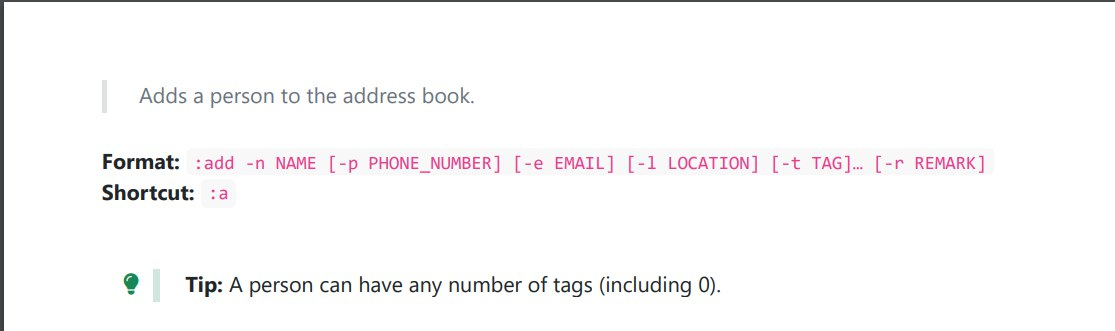 Adds a person to the address book.
Format: :add -n NAME [-p PHONE_NUMBER] [-e EMAIL] [-l LOCATION] [-t TAG]… [-r REMARK]
Shortcut: :a
Tip: A person can have any number of tags (including 0).